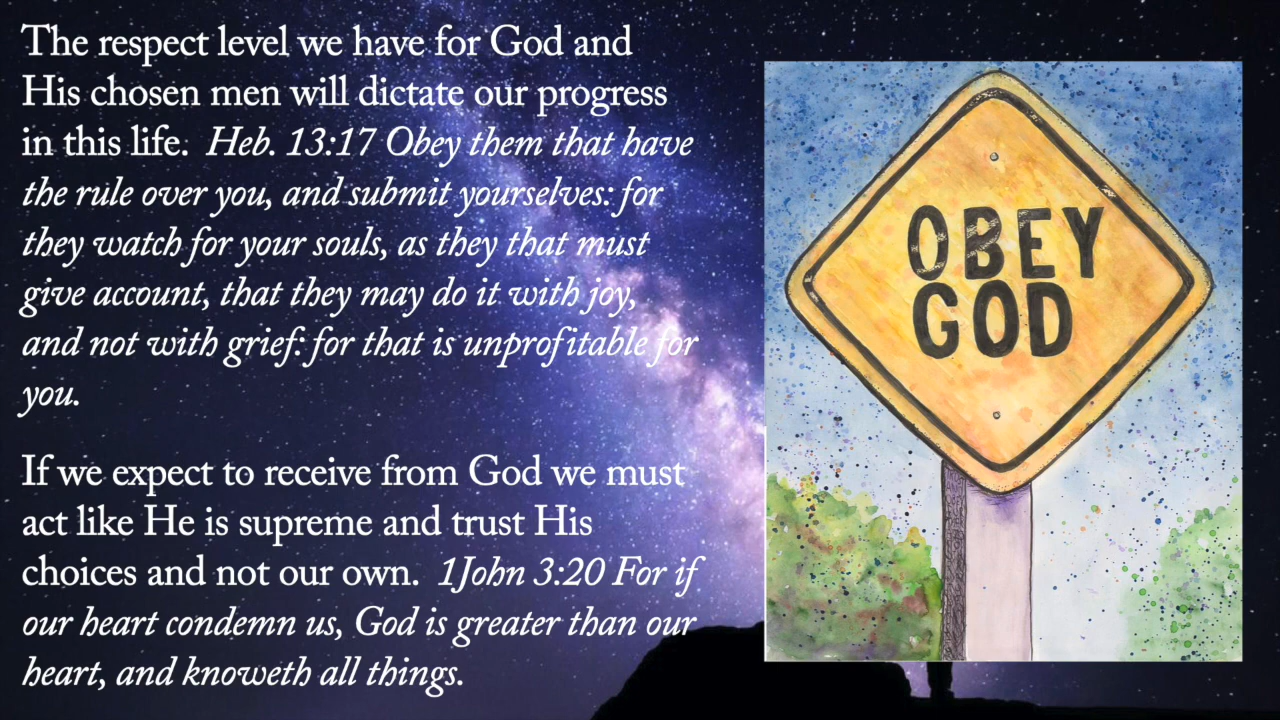 The respect level we have for God and
His chosen men will dictate our progress
in this life.  Heb. 13:17 Obey them that have
the rule over you, and submit yourselves: for
they watch for your souls, as they that must
give account, that they may do it with joy,
and not with grief: for that is unprofitable for
you.
If we expect to receive from God we must
act like He is supreme and trust His
choices and not our own.  1John 3:20 For if
our heart condemn us, God is greater than our
heart, and knoweth all things.
OBEY
GOD